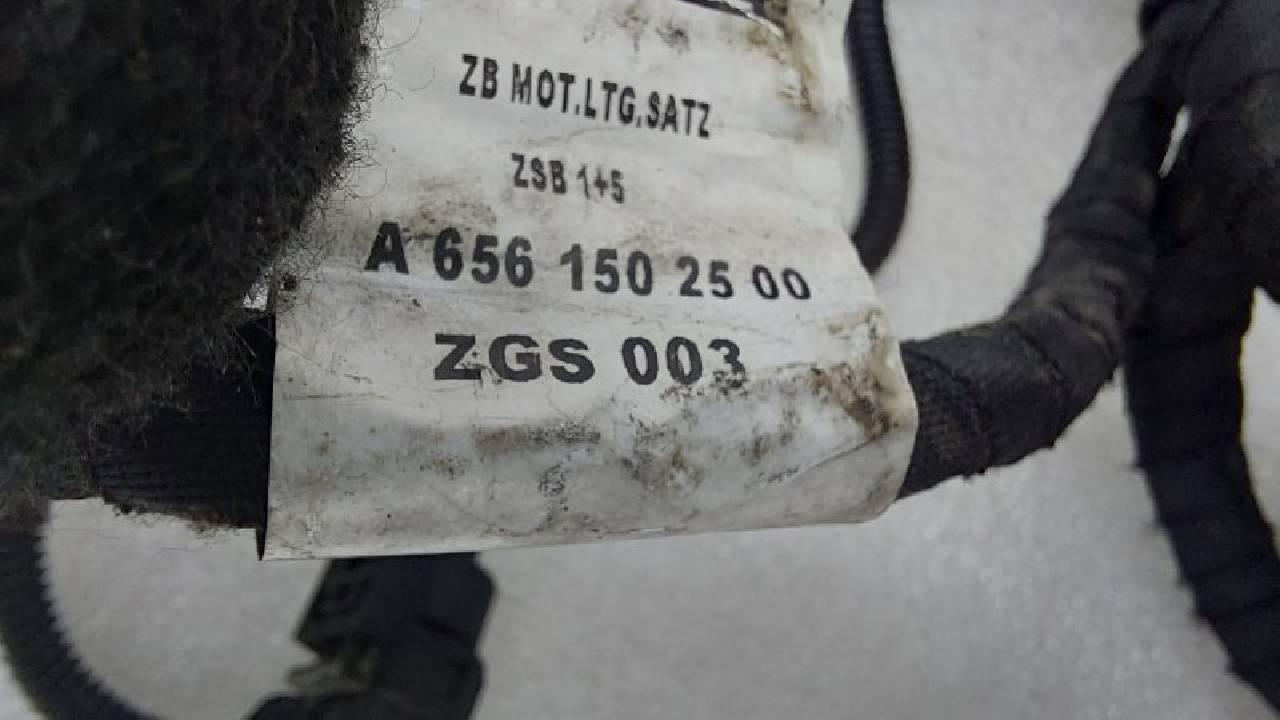 ZB MOT.LTG.SATZ
ZSB 1+5
A 656 150 25 00
ZGS 003